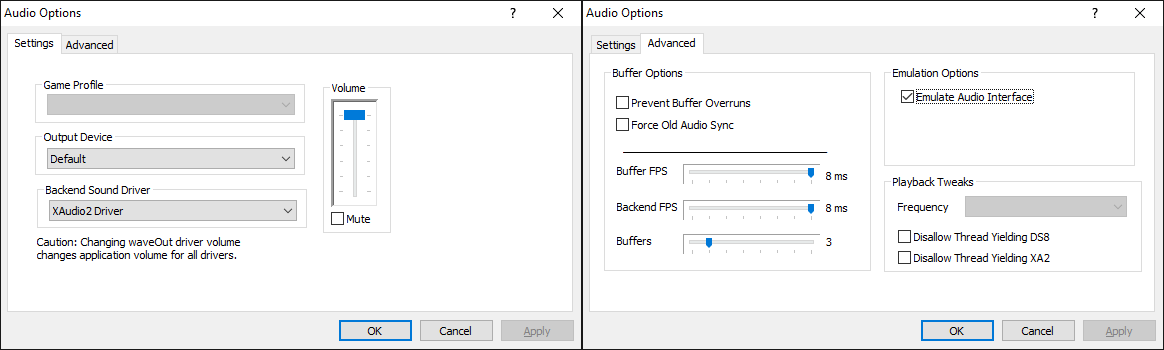 Audio Options
?
Settings
Advanced
Game Profile
Output Device
Default
Backend Sound Driver
XAudio2 Driver
Caution: Changing waveOut driver volume
changes application volume for all drivers.
Volume
Mute
OK
Cancel
Apply
Audio Options
?
Settings
Advanced
Buffer Options
Prevent Buffer Overruns
Force Old Audio Sync
Buffer FPS
8 ms
Backend FPS
8 ms
Buffers
3
Emulation Options
Emulate Audio Interface
Playback Tweaks
Frequency
Disallow Thread Yielding DS8
Disallow Thread Yielding XA2
OK
Cancel
Apply